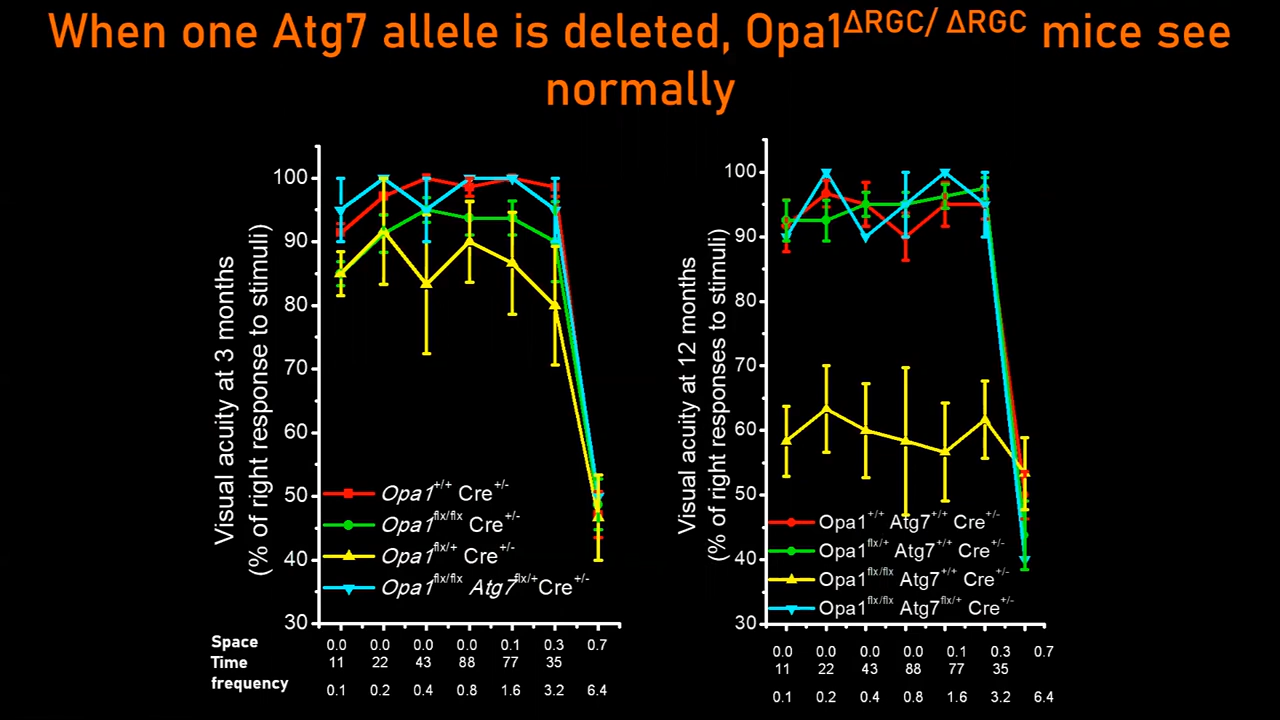 When one Atg7 allele is deleted, Opa1ΔRGC/ ΔRGC mice see
normally
Visual acuity at 3 months
(% of right response to stimuli)
100
90
80
70
60
50
40
30
Opa1+/+ Cre+/-
Opa1flx/flx Cre+/-
Opa1flx/+ Cre+/-
Opa1flx/flx Atg7flx/+Cre+/-
Space
Time
frequency
0.0 0.0 0.0 0.0 0.1 0.3 0.7
11 22 43 88 77 35
0.1 0.2 0.4 0.8 1.6 3.2 6.4
Visual acuity at 12 months
(% of right responses to stimuli)
100
90
80
70
60
50
40
30
Opa1+/+ Atg7+/+ Cre+/-
Opa1flx/+ Atg7+/+ Cre+/-
Opa1flx/flx Atg7+/+ Cre+/-
Opa1flx/flx Atg7flx/+ Cre+/-
0.0 0.0 0.0 0.0 0.1 0.3 0.7
11 22 43 88 77 35
0.1 0.2 0.4 0.8 1.6 3.2 6.4